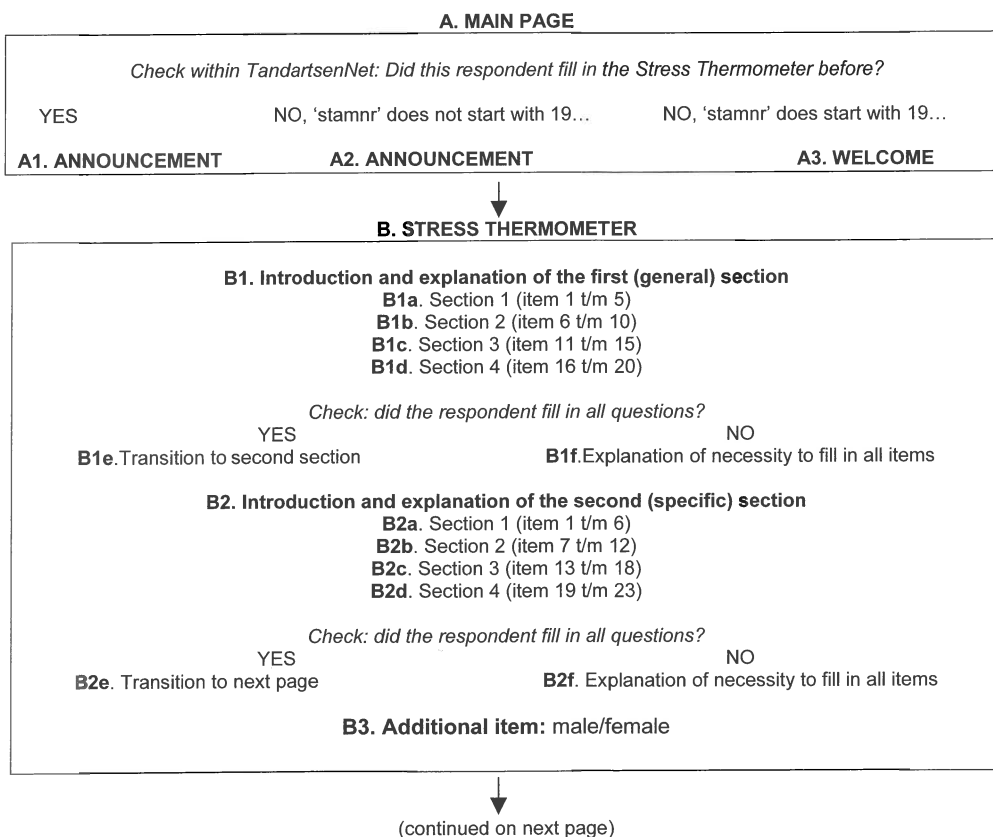 A. MAIN PAGE
Check within TandartsenNet: Did this respondent fill in the Stress Thermometer before?
YES NO, 'stamnr' does not start with 19... NO, 'stamnr' does start with 19...
A1. ANNOUNCEMENT A2. ANNOUNCEMENT A3. WELCOME
B. STRESS THERMOMETER
B1. Introduction and explanation of the first (general) section
B1a. Section 1 (item 1 t/m 5)
B1b. Section 2 (item 6 t/m 10)
B1c. Section 3 (item 11 t/m 15)
B1d. Section 4 (item 16 t/m 20)
Check: did the respondent fill in all questions?
YES NO
B1e.Transition to second section B1f.Explanation of necessity to fill in all items
B2. Introduction and explanation of the second (specific) section
B2a. Section 1 (item 1 t/m 6)
B2b. Section 2 (item 7 t/m 12)
B2c. Section 3 (item 13 t/m 18)
B2d. Section 4 (item 19 t/m 23)
Check: did the respondent fill in all questions?
YES NO
B2e. Transition to next page B2f. Explanation of necessity to fill in all items
B3. Additional item: male/female
(continued on next page)